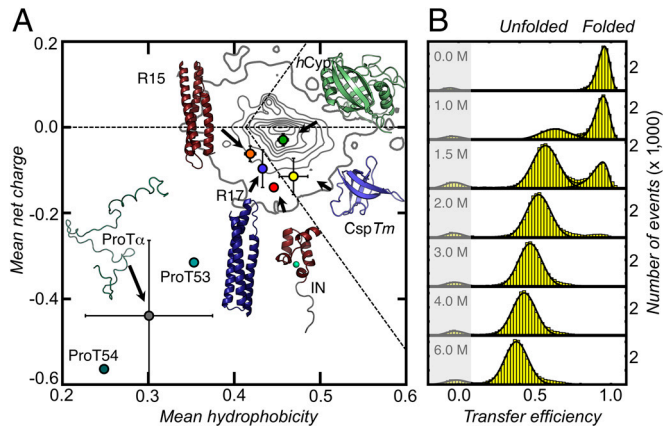 A
B
Unfolded Folded
0.2
0.0
-0.2
-0.4
-0.6
Mean net charge
R15
hCyp
R17
CspTm
ProTα
ProT53
IN
ProT54
0.2 0.3 0.4 0.5 0.6
Mean hydrophobicity
0.0 M
2
1.0 M
2
1.5 M
2
2.0 M
2
3.0 M
2
4.0 M
2
6.0 M
2
Number of events (x 1,000)
0.0 0.5 1.0
Transfer efficiency